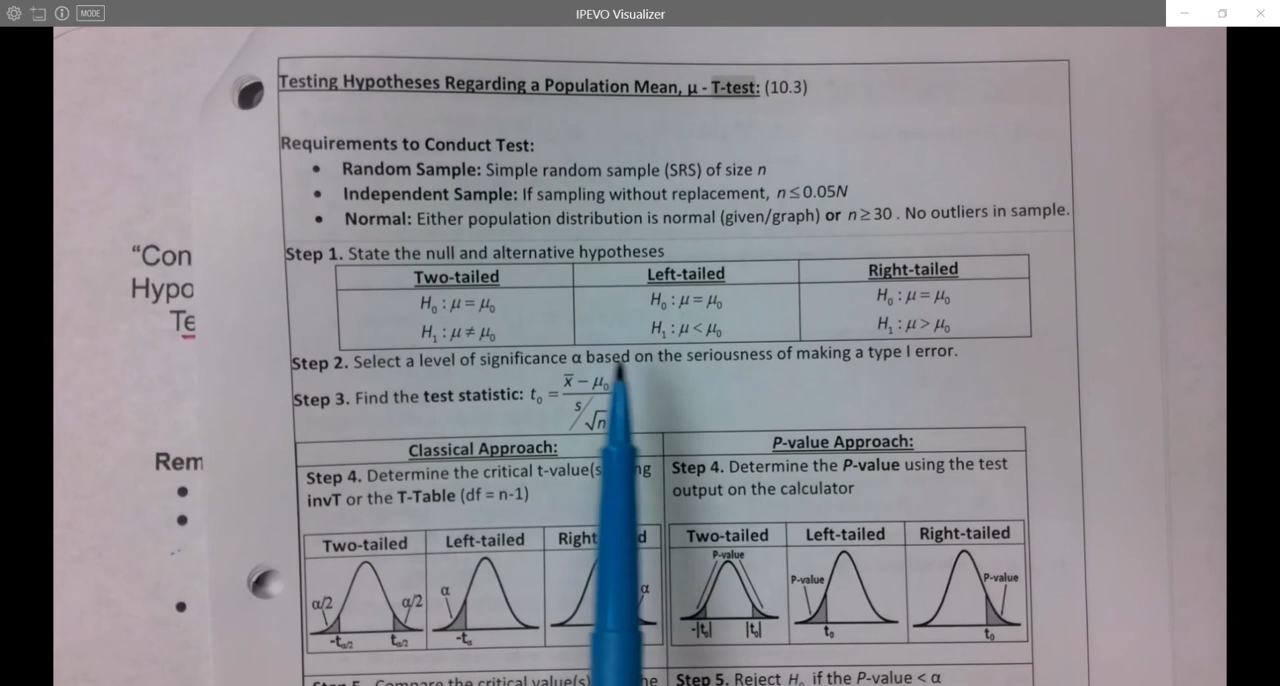 MODE
IPEVO Visualizer
Testing Hypotheses Regarding a Population Mean, μ - T-test: (10.3)
Requirements to Conduct Test:
• Random Sample: Simple random sample (SRS) of size n
• Independent Sample: If sampling without replacement, n ≤ 0.05N
• Normal: Either population distribution is normal (given/graph) or n ≥ 30 . No outliers in sample.
"Con
Hypo
Te
Step 1. State the null and alternative hypotheses
Two-tailed Left-tailed Right-tailed
H₀ : μ = μ₀ H₀ : μ = μ₀ H₀ : μ = μ₀
H₁ : μ ≠ μ₀ H₁ : μ < μ₀ H₁ : μ > μ₀
Step 2. Select a level of significance α based on the seriousness of making a type I error.
Step 3. Find the test statistic: t₀ = x̄ − μ₀ / s/√n
Rem
Classical Approach:
Step 4. Determine the critical t-value(s ng
invT or the T-Table (df = n-1)
Two-tailed Left-tailed Right d
α/2 α/2 α α
-tα/2 tα/2 -tα
P-value Approach:
Step 4. Determine the P-value using the test
output on the calculator
Two-tailed Left-tailed Right-tailed
P-value P-value P-value
-|t₀| |t₀| t₀ t₀
Step 5. Compare the critical value(s) he
Step 5. Reject H₀ if the P-value < α